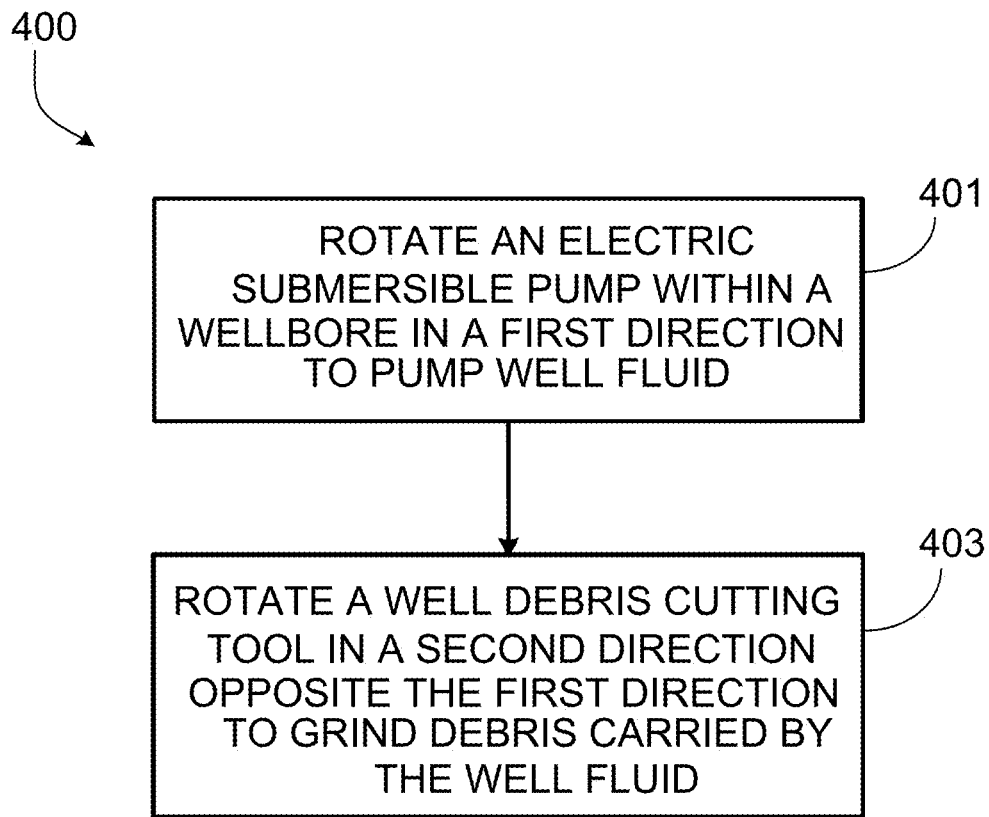 400
401
ROTATE AN ELECTRIC
SUBMERSIBLE PUMP WITHIN A
WELLBORE IN A FIRST DIRECTION
TO PUMP WELL FLUID
403
ROTATE A WELL DEBRIS CUTTING
TOOL IN A SECOND DIRECTION
OPPOSITE THE FIRST DIRECTION
TO GRIND DEBRIS CARRIED BY
THE WELL FLUID